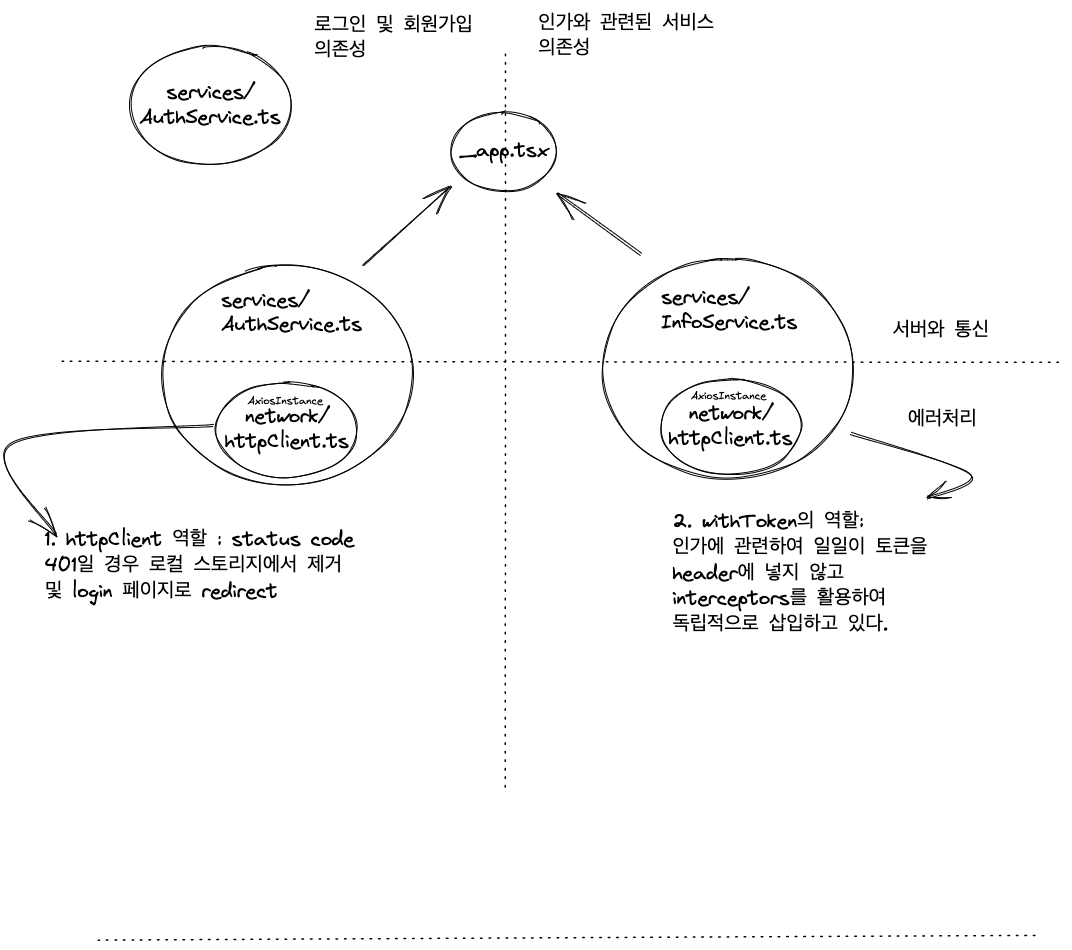 로그인 및 회원가입
의존성
인가와 관련된 서비스
의존성
services/
AuthService.ts
_app.tsx
services/
AuthService.ts
services/
InfoService.ts
서버와 통신
AxiosInstance
network/
httpClient.ts
AxiosInstance
network/
httpClient.ts
에러처리
1. httpClient 역할 : status code
401일 경우 로컬 스토리지에서 제거
및 login 페이지로 redirect
2. withToken의 역할:
인가에 관련하여 일일이 토큰을
header에 넣지 않고
interceptors를 활용하여
독립적으로 삽입하고 있다.